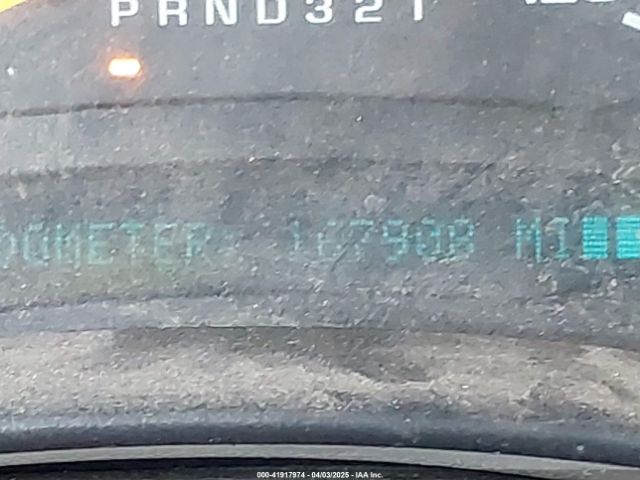 PRND321
ODOMETER: 167908 MI
000-41917974 | 04/03/2025 - IAA Inc.